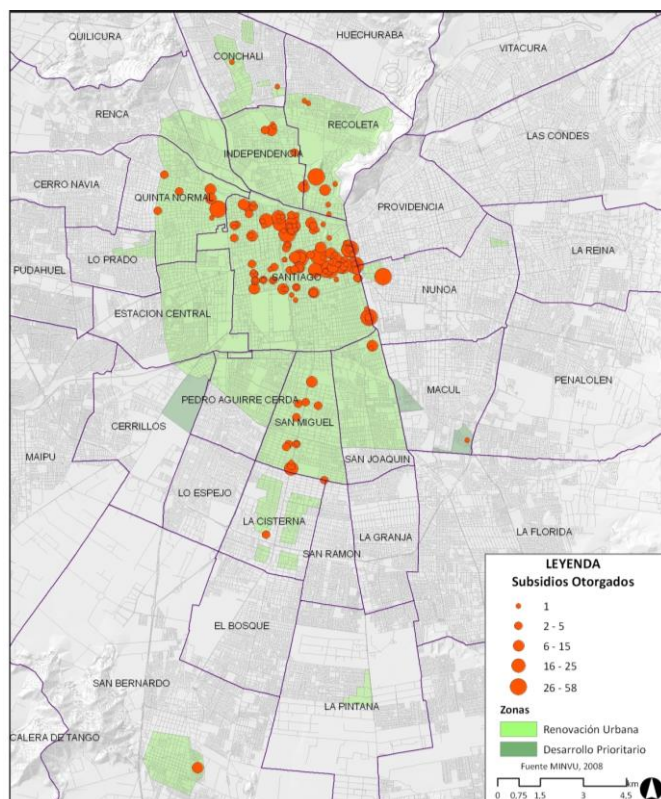 QUILICURA
HUECHURABA
CONCHALI
VITACURA
RENCA
RECOLETA
LAS CONDES
INDEPENDENCIA
CERRO NAVIA
QUINTA NORMAL
PROVIDENCIA
LO PRADO
LA REINA
PUDAHUEL
SANTIAGO
NUNOA
ESTACION CENTRAL
PENALOLEN
MACUL
PEDRO AGUIRRE CERDA
CERRILLOS
SAN MIGUEL
MAIPU
SAN JOAQUIN
LO ESPEJO
LA CISTERNA
LA GRANJA
LA FLORIDA
SAN RAMON
EL BOSQUE
SAN BERNARDO
LA PINTANA
CALERA DE TANGO
LEYENDA
Subsidios Otorgados
1
2 - 5
6 - 15
16 - 25
26 - 58
Zonas
Renovación Urbana
Desarrollo Prioritario
Fuente MINVU, 2008
km
0 0.75 1.5 3 4.5